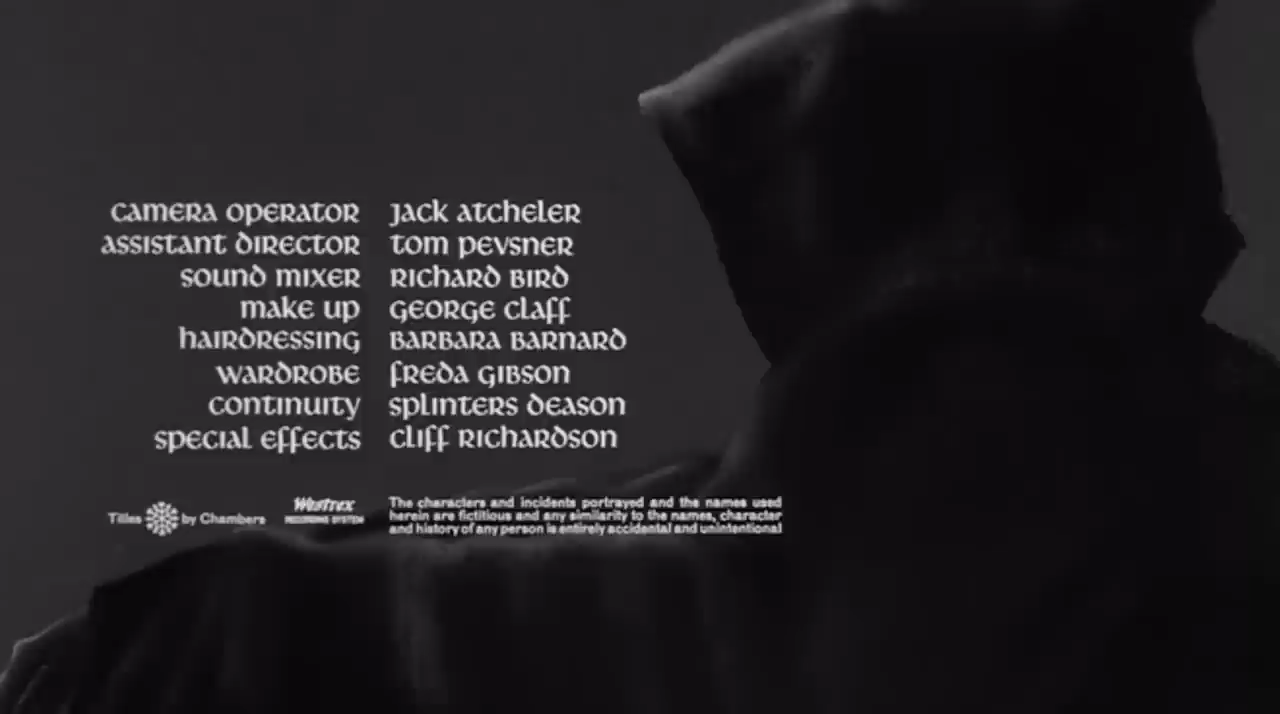 CAMERA OPERATOR JACK ATCHELER
ASSISTANT DIRECTOR TOM PEVSNER
SOUND MIXER RICHARD BIRD
MAKE UP GEORGE CLAFF
HAIRDRESSING BARBARA BARNARD
WARDROBE FREDA GIBSON
CONTINUITY SPLINTERS DEASON
SPECIAL EFFECTS CLIFF RICHARDSON
Titles by Chambers
Westrex
RECORDING SYSTEM
The characters and incidents portrayed and the names used
herein are fictitious and any similarity to the names, character
and history of any person is entirely accidental and unintentional